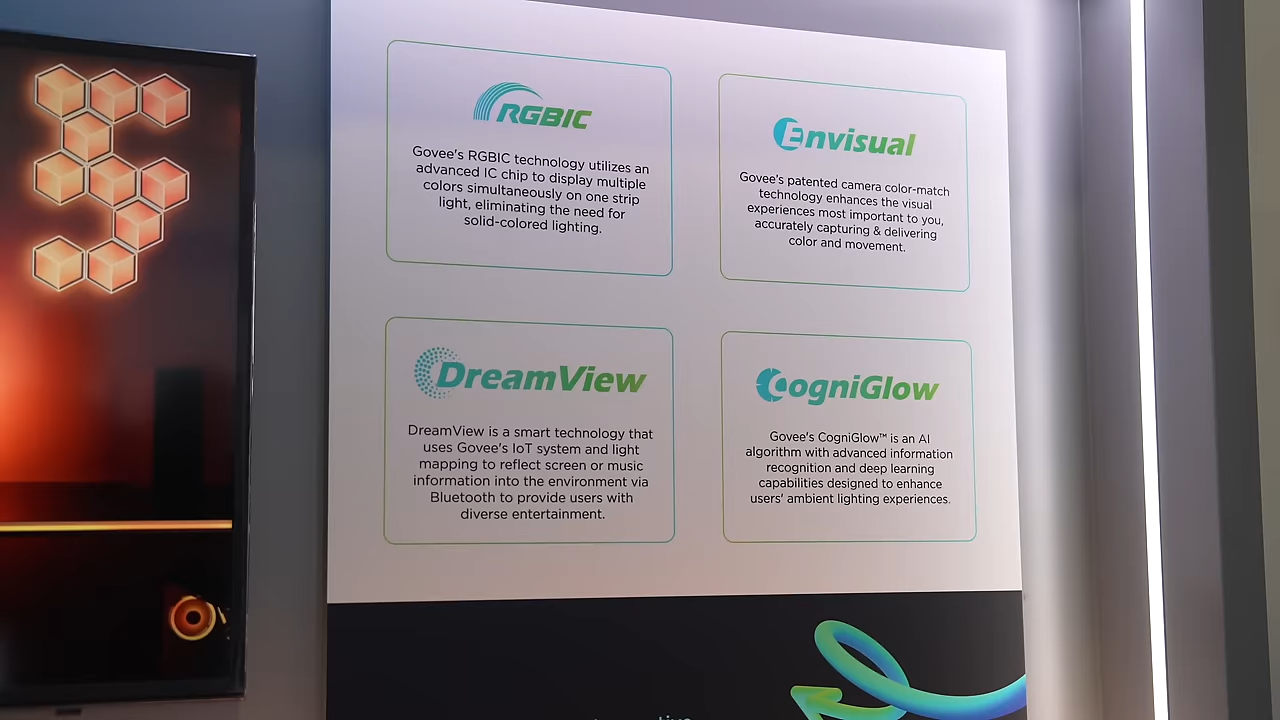 RGBIC
Govee's RGBIC technology utilizes an
advanced IC chip to display multiple
colors simultaneously on one strip
light, eliminating the need for
solid-colored lighting.
Envisual
Govee's patented camera color-match
technology enhances the visual
experiences most important to you,
accurately capturing & delivering
color and movement.
DreamView
DreamView is a smart technology that
uses Govee's IoT system and light
mapping to reflect screen or music
information into the environment via
Bluetooth to provide users with
diverse entertainment.
CogniGlow
Govee's CogniGlow™ is an AI
algorithm with advanced information
recognition and deep learning
capabilities designed to enhance
users' ambient lighting experiences.